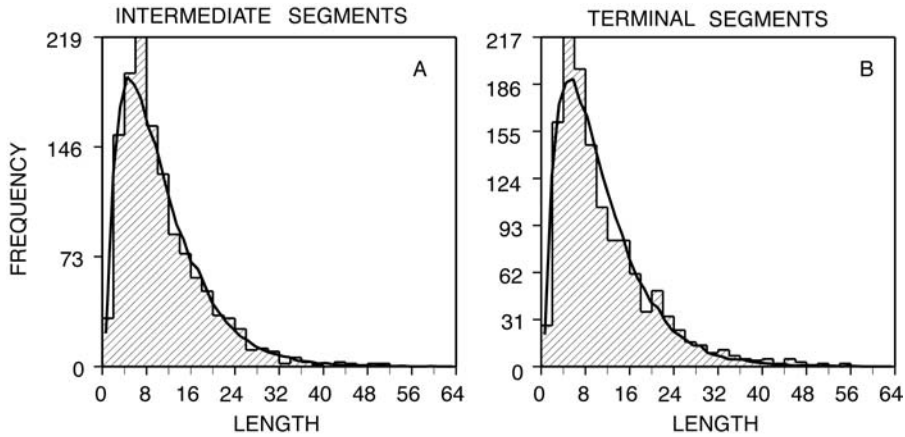 INTERMEDIATE SEGMENTS
219
146
73
0
FREQUENCY
A
0 8 16 24 32 40 48 56 64
LENGTH
TERMINAL SEGMENTS
217
186
155
124
93
62
31
0
B
0 8 16 24 32 40 48 56 64
LENGTH